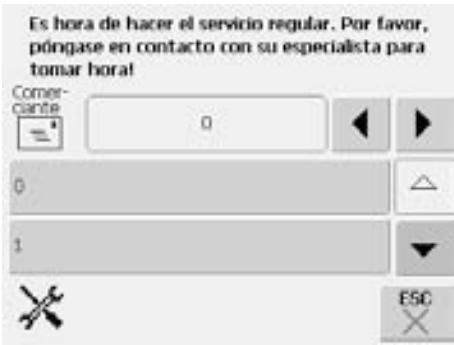 Es hora de hacer el servicio regular. Por favor,
póngase en contacto con su especialista para
tomar hora!
Comer-
ciante
0
0
1
ESC